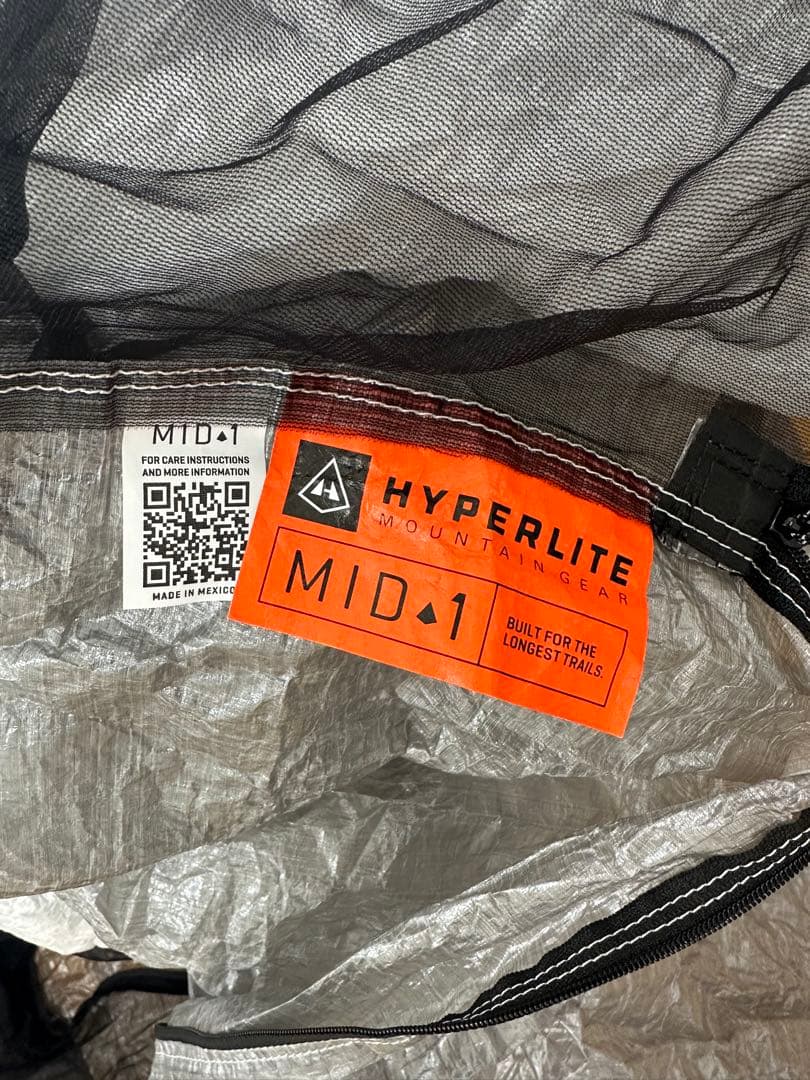 MID▲1
FOR CARE INSTRUCTIONS
AND MORE INFORMATION
MADE IN MEXICO
HYPERLITE
MOUNTAIN GEAR
MID▲1
BUILT FOR THE
LONGEST TRAILS.